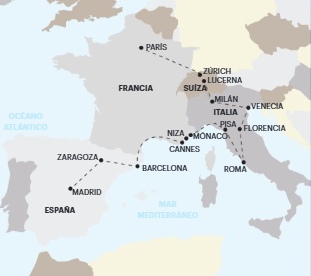 PARÍS
ZÚRICH
LUCERNA
FRANCIA
SUÍZA
MILÁN
VENECIA
ITALIA
OCÉANO
ATLÁNTICO
PISA
FLORENCIA
NIZA
MONACO
CANNES
ZARAGOZA
BARCELONA
ROMA
MADRID
MAR
MEDITERRÁNEO
ESPAÑA